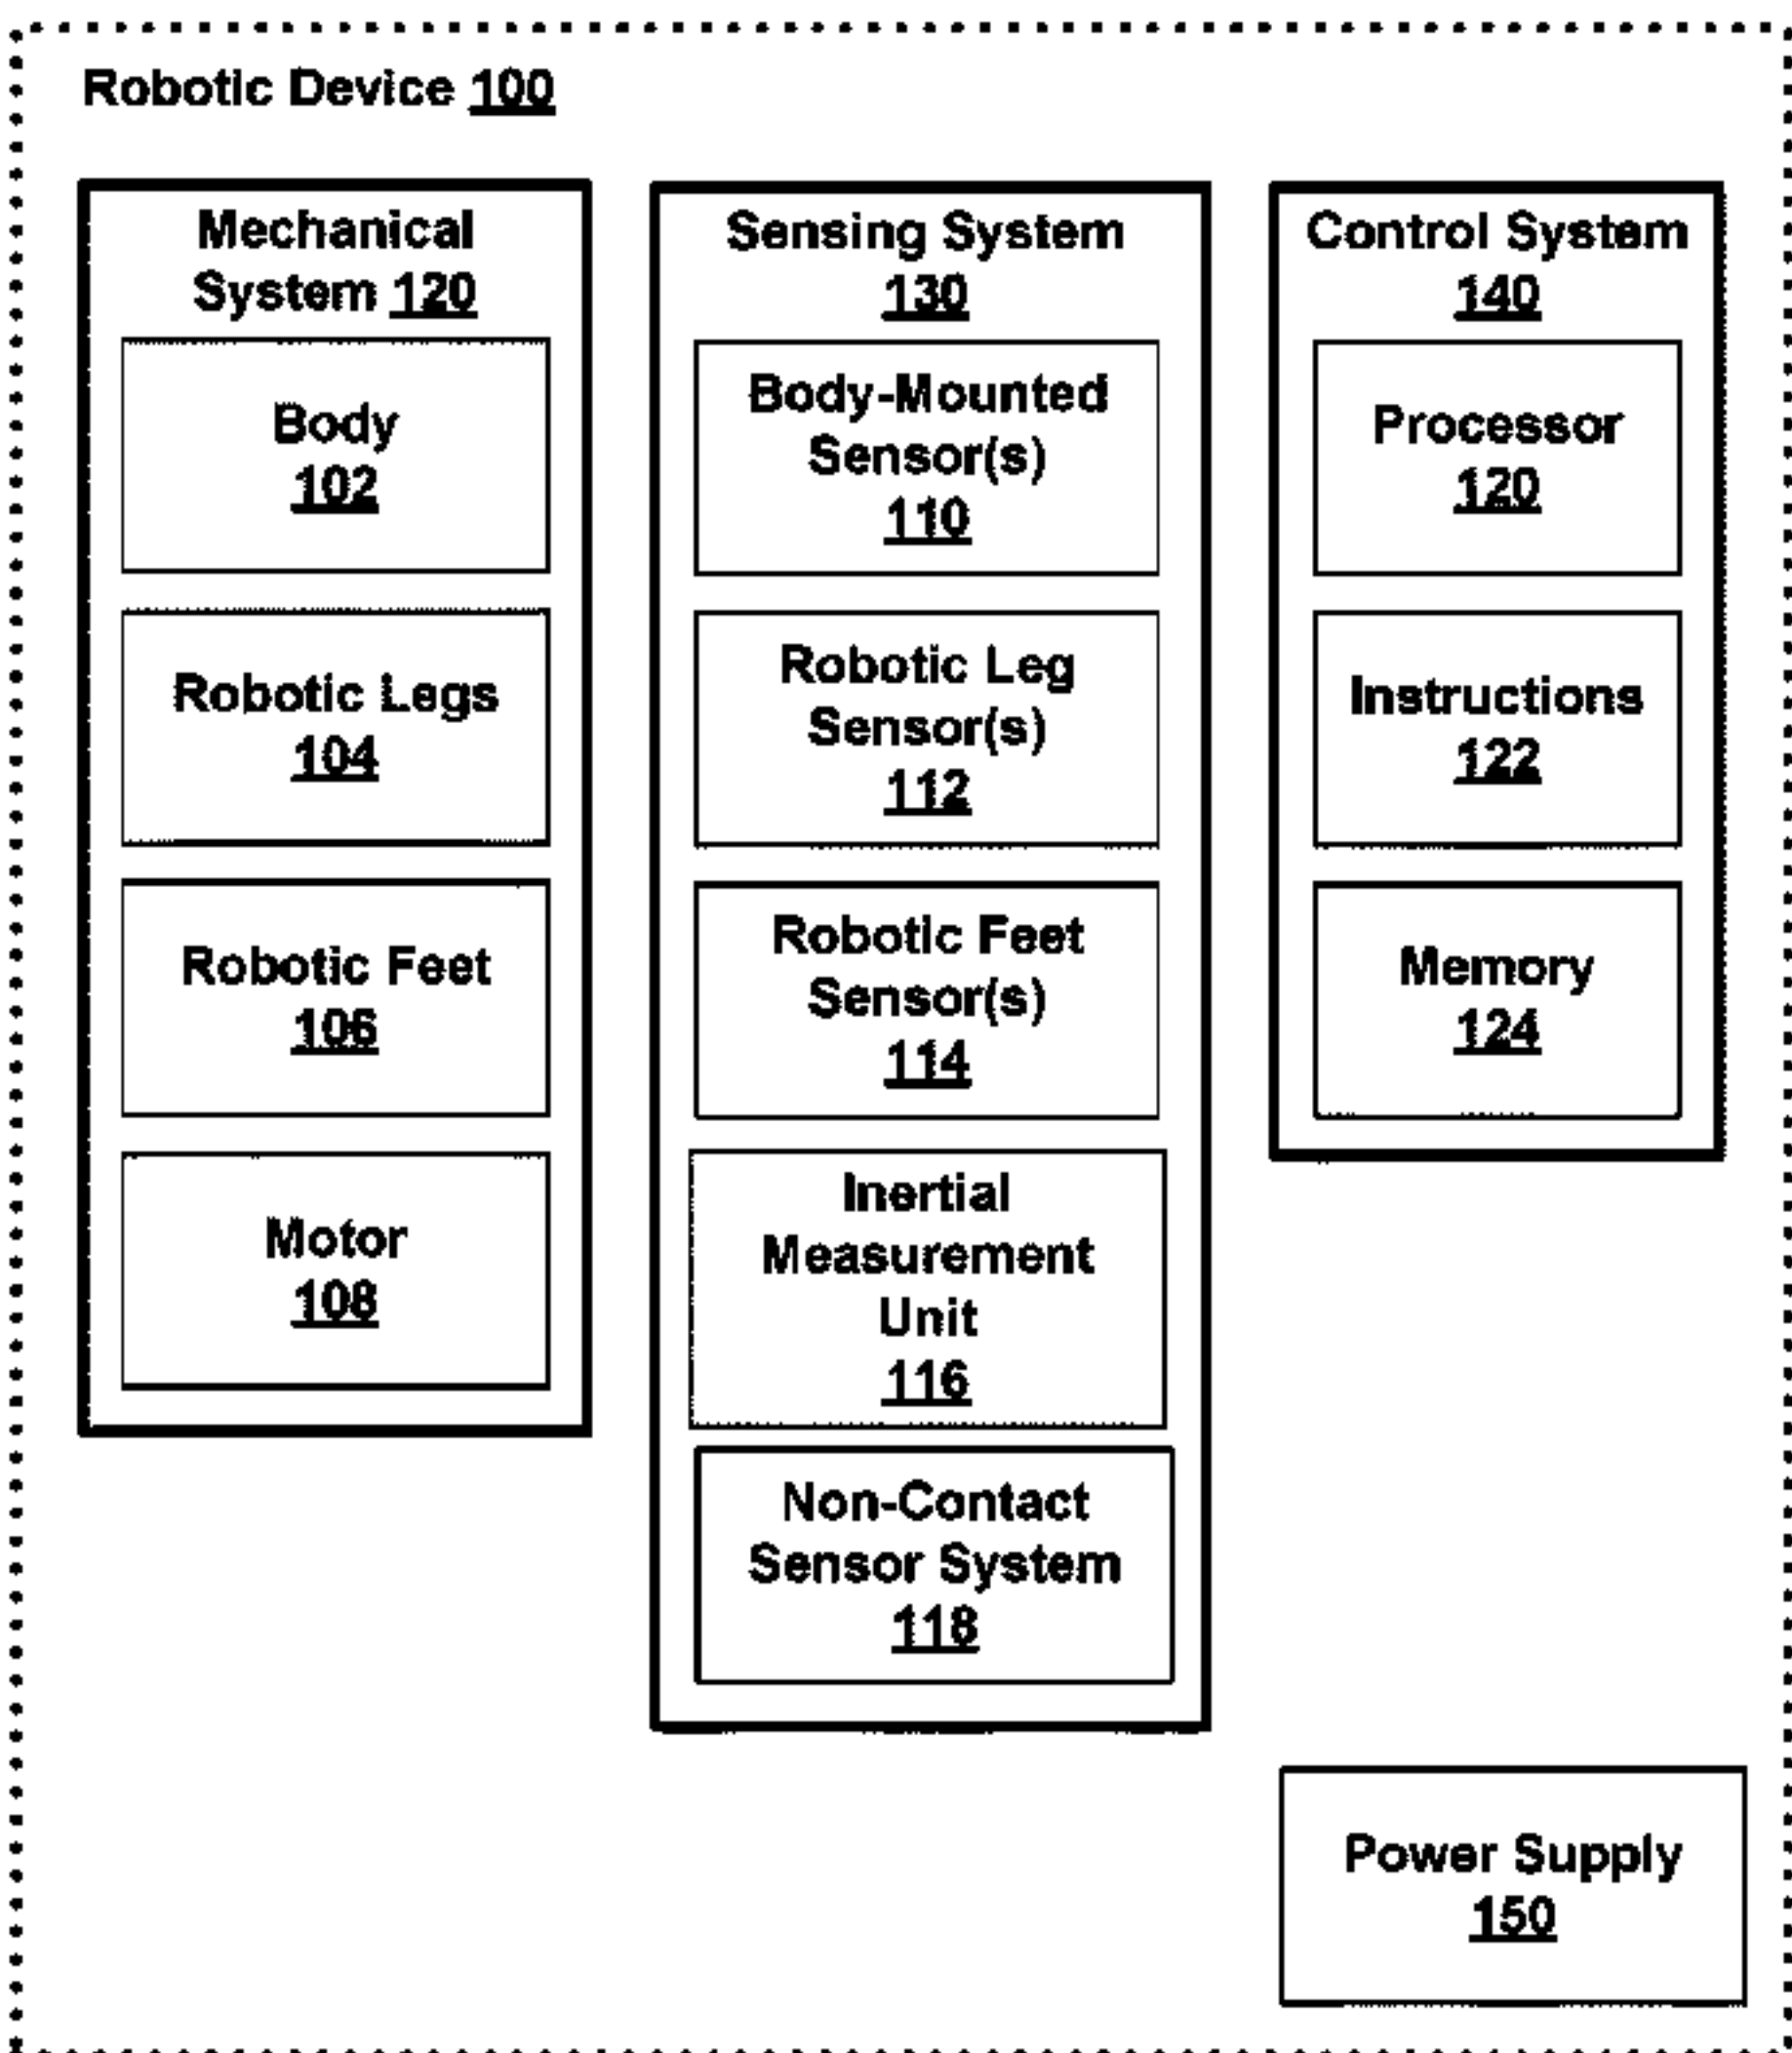 Robotic Device 100
Mechanical
System 120
Body
102
Robotic Legs
104
Robotic Feet
106
Motor
108
Sensing System
130
Body-Mounted
Sensor(s)
110
Robotic Leg
Sensor(s)
112
Robotic Feet
Sensor(s)
114
Inertial
Measurement
Unit
116
Non-Contact
Sensor System
118
Control System
140
Processor
120
Instructions
122
Memory
124
Power Supply
150